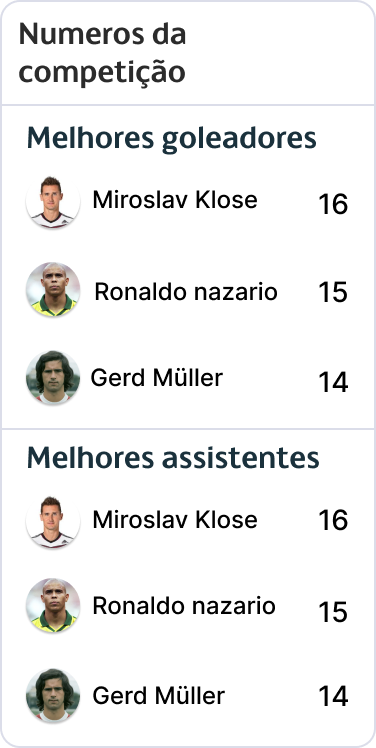 Numeros da
competição
Melhores goleadores
Miroslav Klose 16
Ronaldo nazario 15
Gerd Müller 14
Melhores assistentes
Miroslav Klose 16
Ronaldo nazario 15
Gerd Müller 14